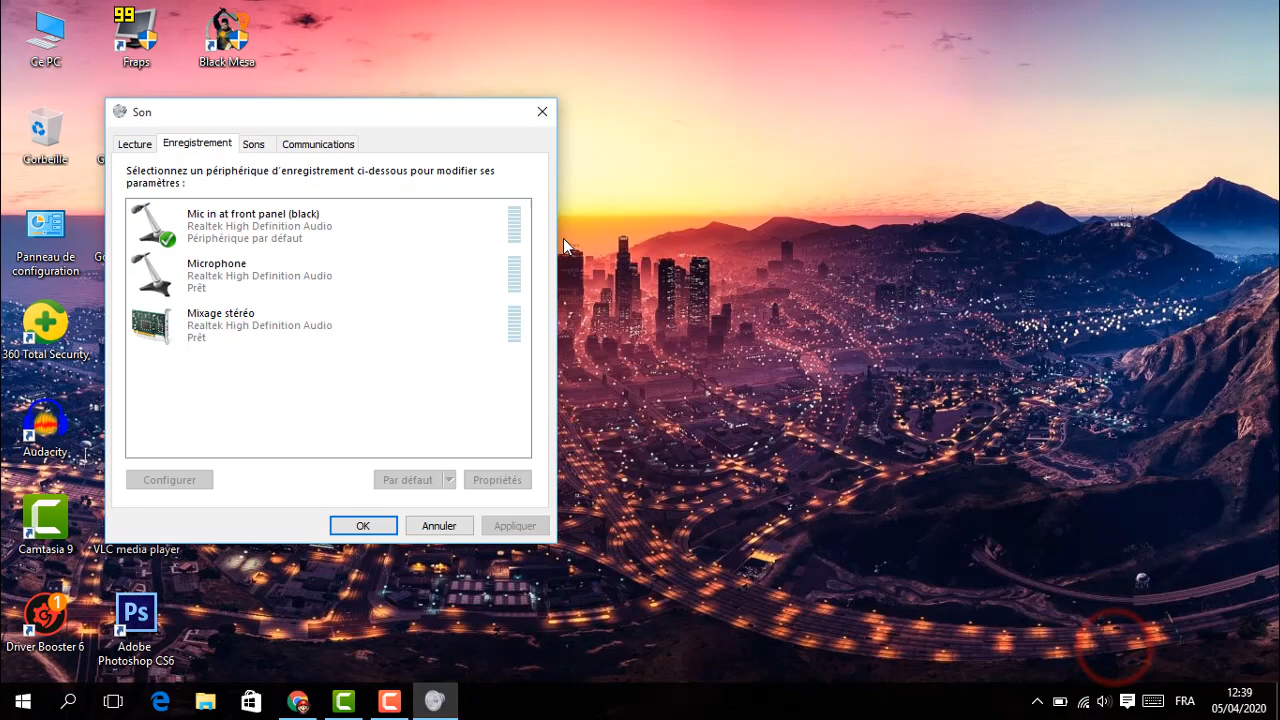 99
Ce PC
Fraps
Black Mesa
Corbeille
G
Panneau de
configuration
Go
360 Total Security
Audacity
Camtasia 9
VLC media player
1
Driver Booster 6
Ps
Adobe
Photoshop CS6
Son
Lecture
Enregistrement
Sons
Communications
Sélectionnez un périphérique d'enregistrement ci-dessous pour modifier ses
paramètres :
Mic in at front panel (black)
Realtek High Definition Audio
Périphérique par défaut
Microphone
Realtek High Definition Audio
Prêt
Mixage stéréo
Realtek High Definition Audio
Prêt
Configurer
Par défaut
Propriétés
OK
Annuler
Appliquer
FRA
12:39
05/04/2020